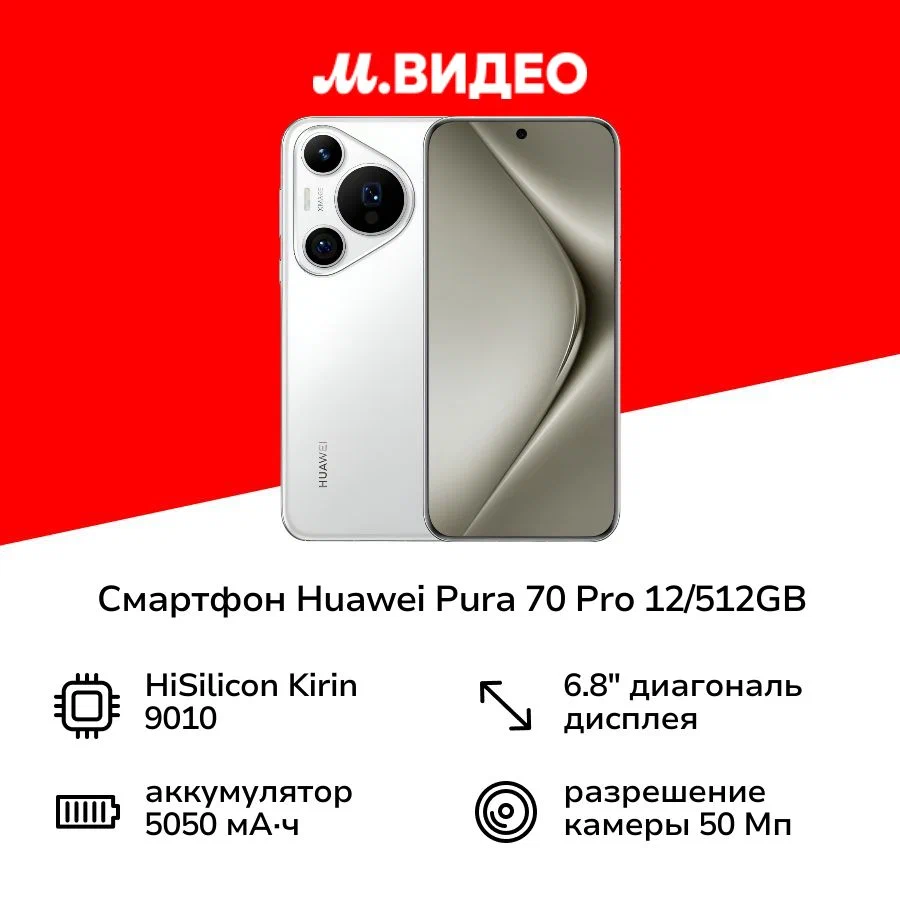 м.ВИДЕО
XMAGE
HUAWEI
Смартфон Huawei Pura 70 Pro 12/512GB
HiSilicon Kirin
9010
6.8" диагональ
дисплея
аккумулятор
5050 мА·ч
разрешение
камеры 50 Мп